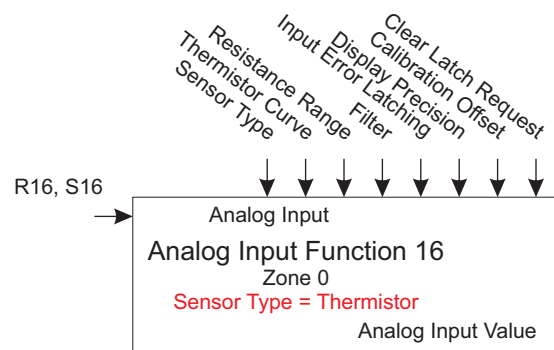 Sensor Type
Thermistor Curve
Resistance Range
Filter
Input Error Latching
Display Precision
Calibration Offset
Clear Latch Request
R16, S16
Analog Input
Analog Input Function 16
Zone 0
Sensor Type = Thermistor
Analog Input Value